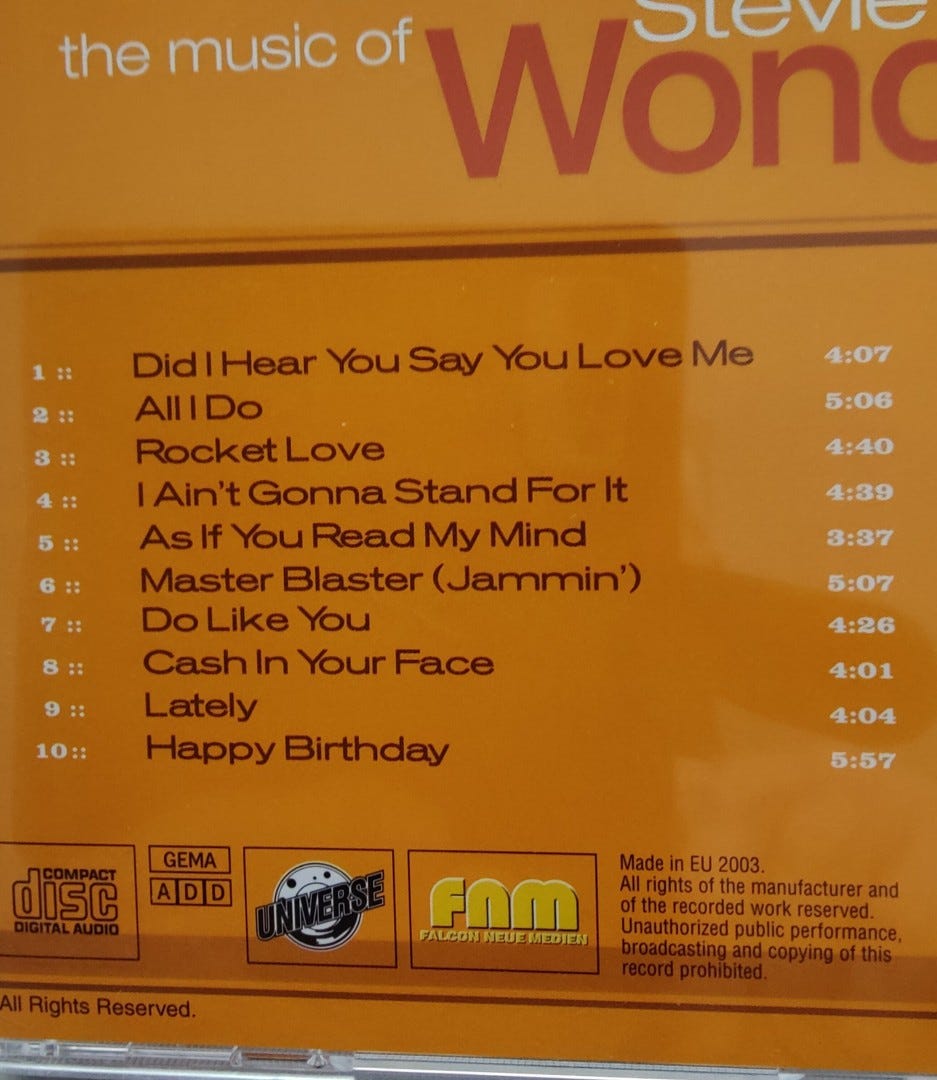 Stevie
the music of Wond
1 :: Did I Hear You Say You Love Me 4:07
2 :: All I Do 5:06
3 :: Rocket Love 4:40
4 :: I Ain't Gonna Stand For It 4:39
5 :: As If You Read My Mind 3:37
6 :: Master Blaster (Jammin') 5:07
7 :: Do Like You 4:26
8 :: Cash In Your Face 4:01
9 :: Lately 4:04
10 :: Happy Birthday 5:57
COMPACT
disc
DIGITAL AUDIO
GEMA
A D D
UNIVERSE
FNM
FALCON NEUE MEDIEN
Made in EU 2003.
All rights of the manufacturer and
of the recorded work reserved.
Unauthorized public performance,
broadcasting and copying of this
record prohibited.
All Rights Reserved.